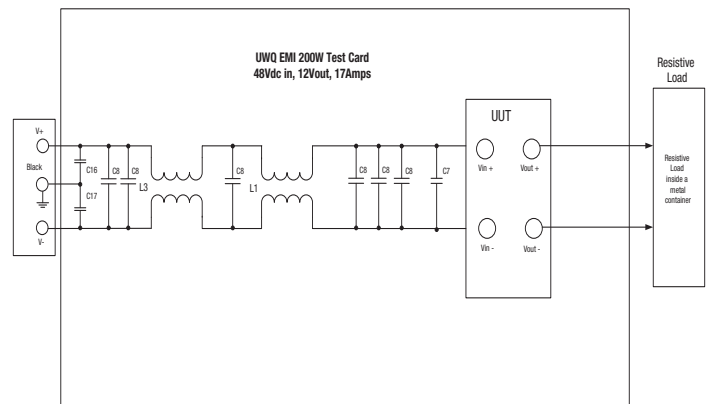 UWQ EMI 200W Test Card
48Vdc in, 12Vout, 17Amps
Resistive
Load
UUT
V+
Black
V-
C16
C17
C8
C8
L3
C8
L1
C8
C8
C8
C7
Vin +
Vout +
Vin -
Vout -
Resistive
Load
inside a
metal
container